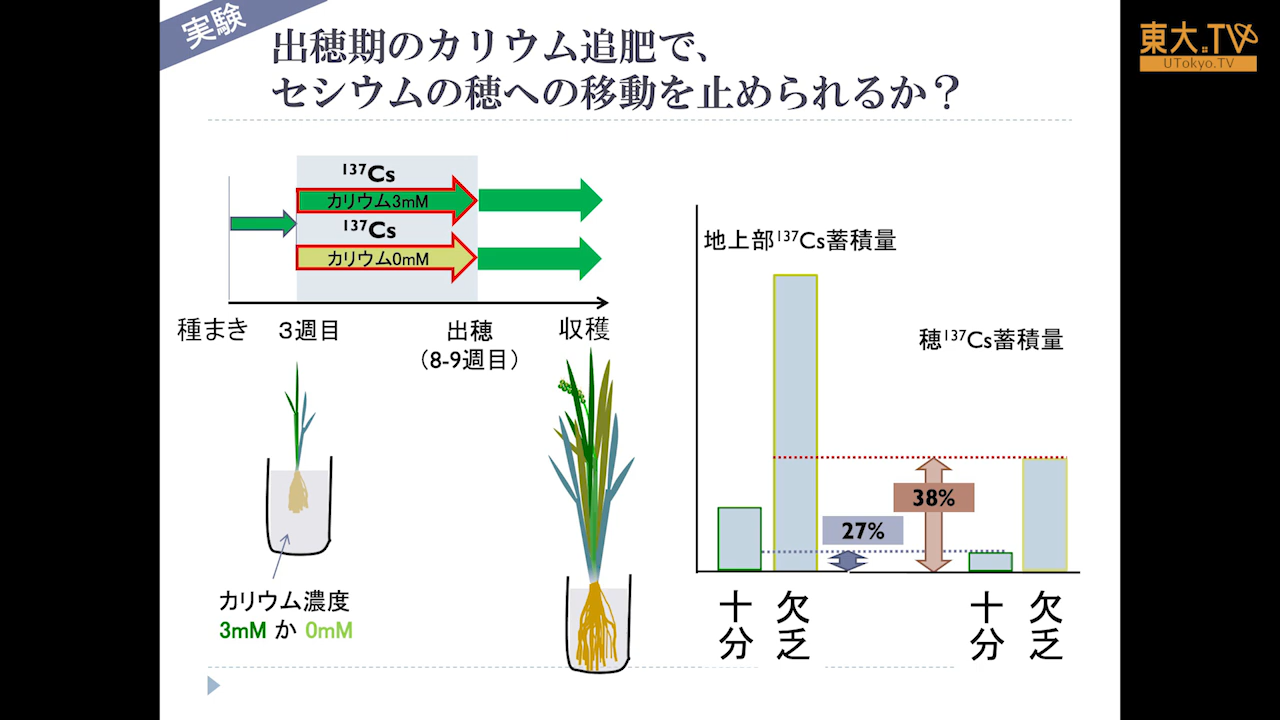 実験
出穂期のカリウム追肥で、
セシウムの穂への移動を止められるか？
東大.TV
UTokyo.TV
137Cs
カリウム3mM
137Cs
カリウム0mM
種まき
３週目
出穂
（8-9週目）
収穫
カリウム濃度
3mM か 0mM
地上部137Cs蓄積量
穂137Cs蓄積量
38%
27%
十分
欠乏
十分
欠乏